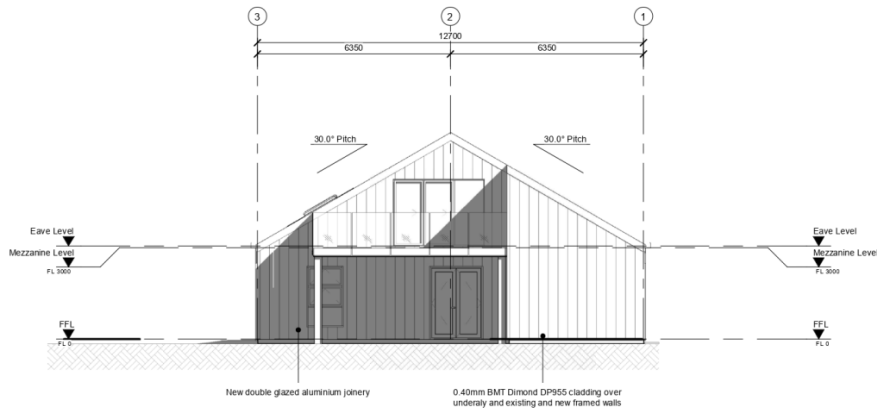 3
2
1
12700
6350
6350
30.0° Pitch
30.0° Pitch
Eave Level
Eave Level
Mezzanine Level
Mezzanine Level
FL 3000
FL 3000
FFL
FFL
FL 0
FL 0
New double glazed aluminium joinery
0.40mm BMT Dimond DP955 cladding over
underaly and existing and new framed walls